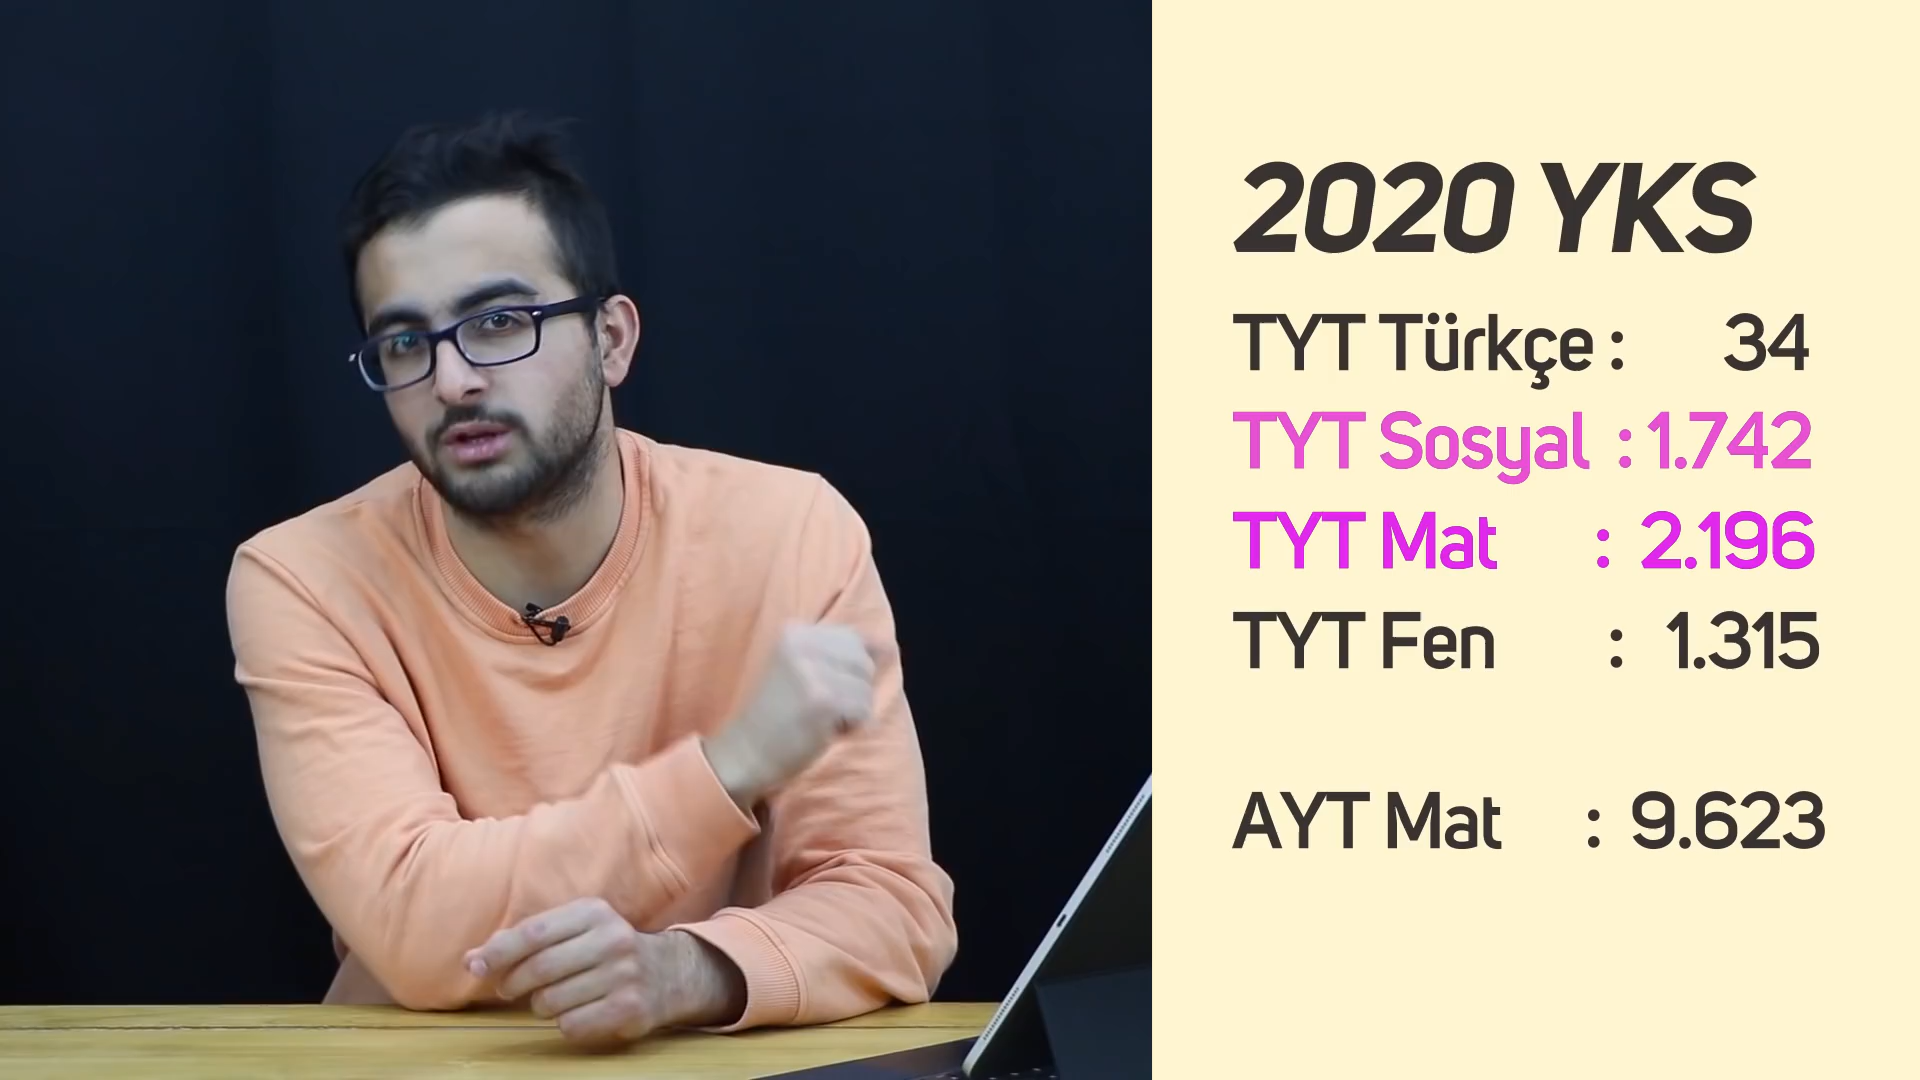 2020 YKS
TYT Türkçe : 34
TYT Sosyal : 1.742
TYT Mat : 2.196
TYT Fen : 1.315
AYT Mat : 9.623